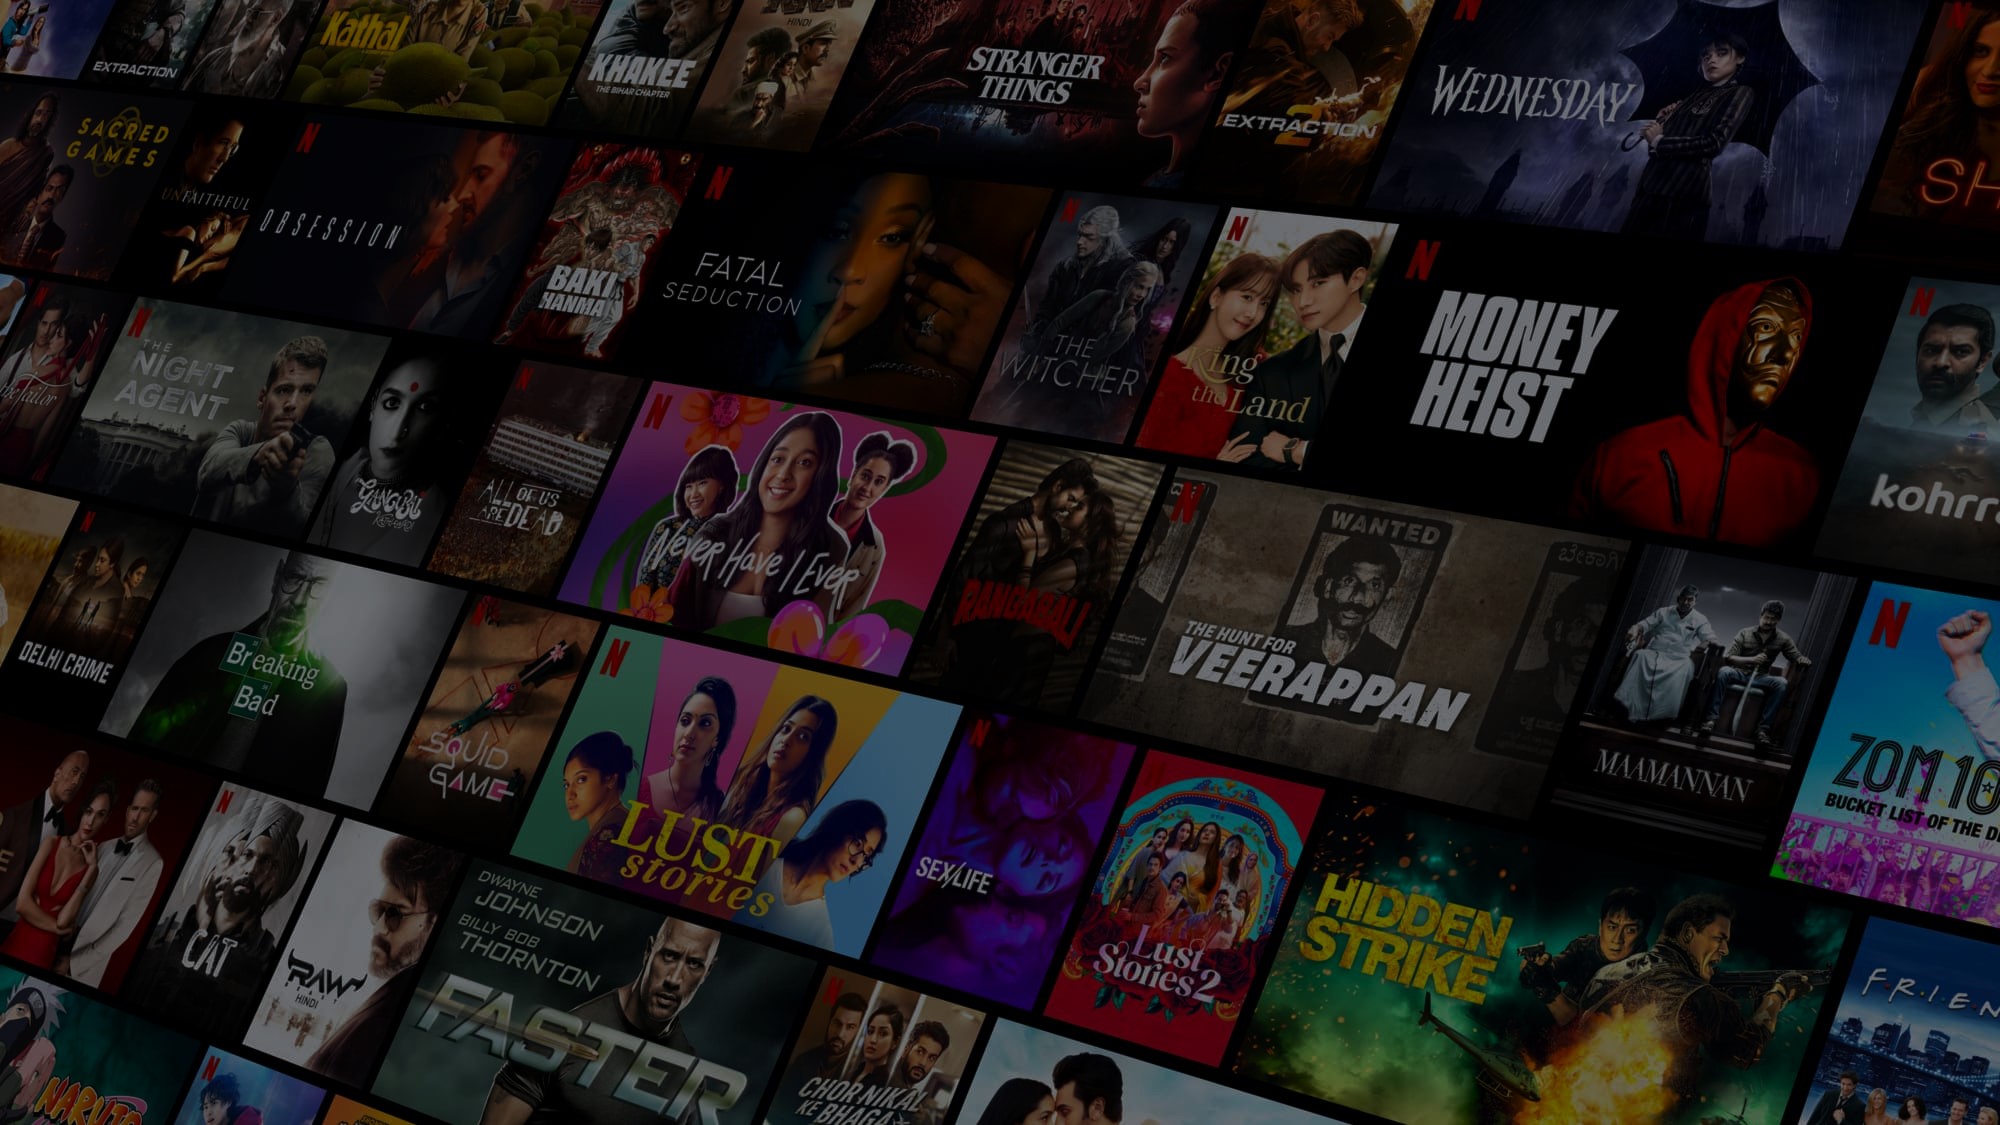 EXTRACTION
Kathal
KHAKEE
THE BIHAR CHAPTER
HINDI
STRANGER
THINGS
EXTRACTION
2
WEDNESDAY
SH
SACRED
GAMES
UNFAITHFUL
OBSESSION
BAKI
HANMA
FATAL
SEDUCTION
THE
WITCHER
King
the Land
MONEY
HEIST
kohrr
the Tailor
THE
NIGHT
AGENT
GANGUBAI
KATHIAWADI
ALL OF US
ARE DEAD
Never Have I Ever
RANGABALI
WANTED
ಬೇಕಾಗಿ
THE HUNT FOR
VEERAPPAN
MAAMANNAN
ZOM 10
BUCKET LIST OF THE DE
DELHI CRIME
Breaking
Bad
SQUID
GAME
LUST
stories
SEX/LIFE
Lust
Stories 2
HIDDEN
STRIKE
F·R·I·E·N
CAT
RAW
HINDI
DWAYNE
JOHNSON
BILLY BOB
THORNTON
FASTER
CHOR NIKAL
KE BHAGA
NARUTO